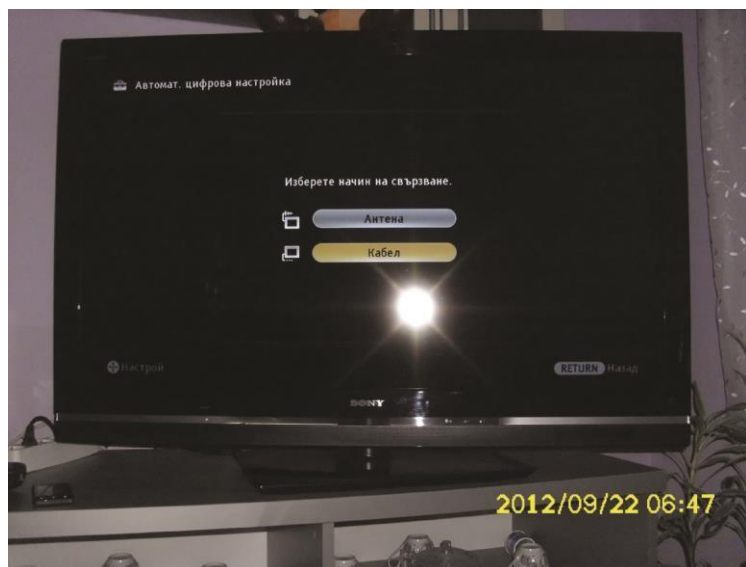 Автомат. цифрова настройка
Изберете начин на свързване.
Антена
Кабел
Настрой
RETURN Назад
SONY
2012/09/22 06:47